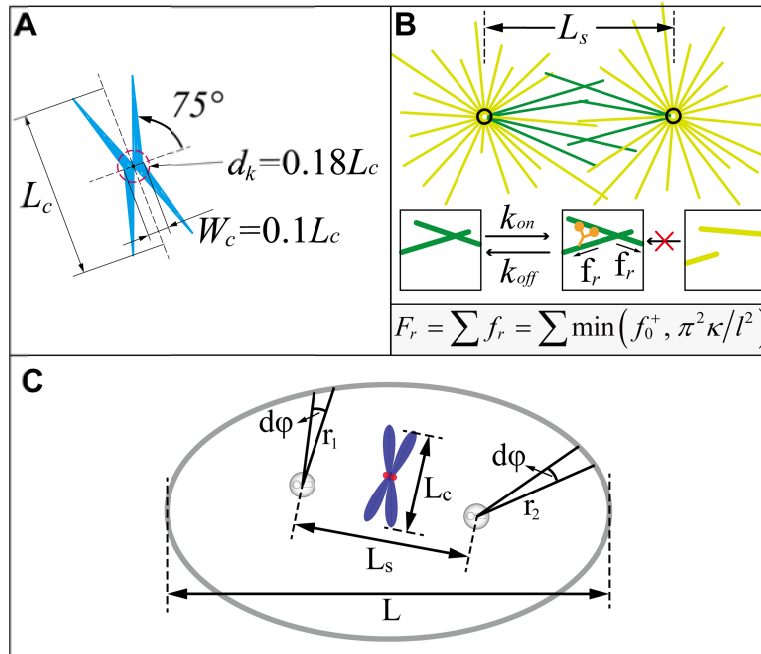 A
75°
d_k=0.18L_c
L_c
W_c=0.1L_c
B
L_s
k_on
k_off
f_r
f_r
F_r = ∑ f_r = ∑ min(f_0^+, π^2 κ/l^2)
C
dφ
r_1
dφ
r_2
L_c
L_s
L